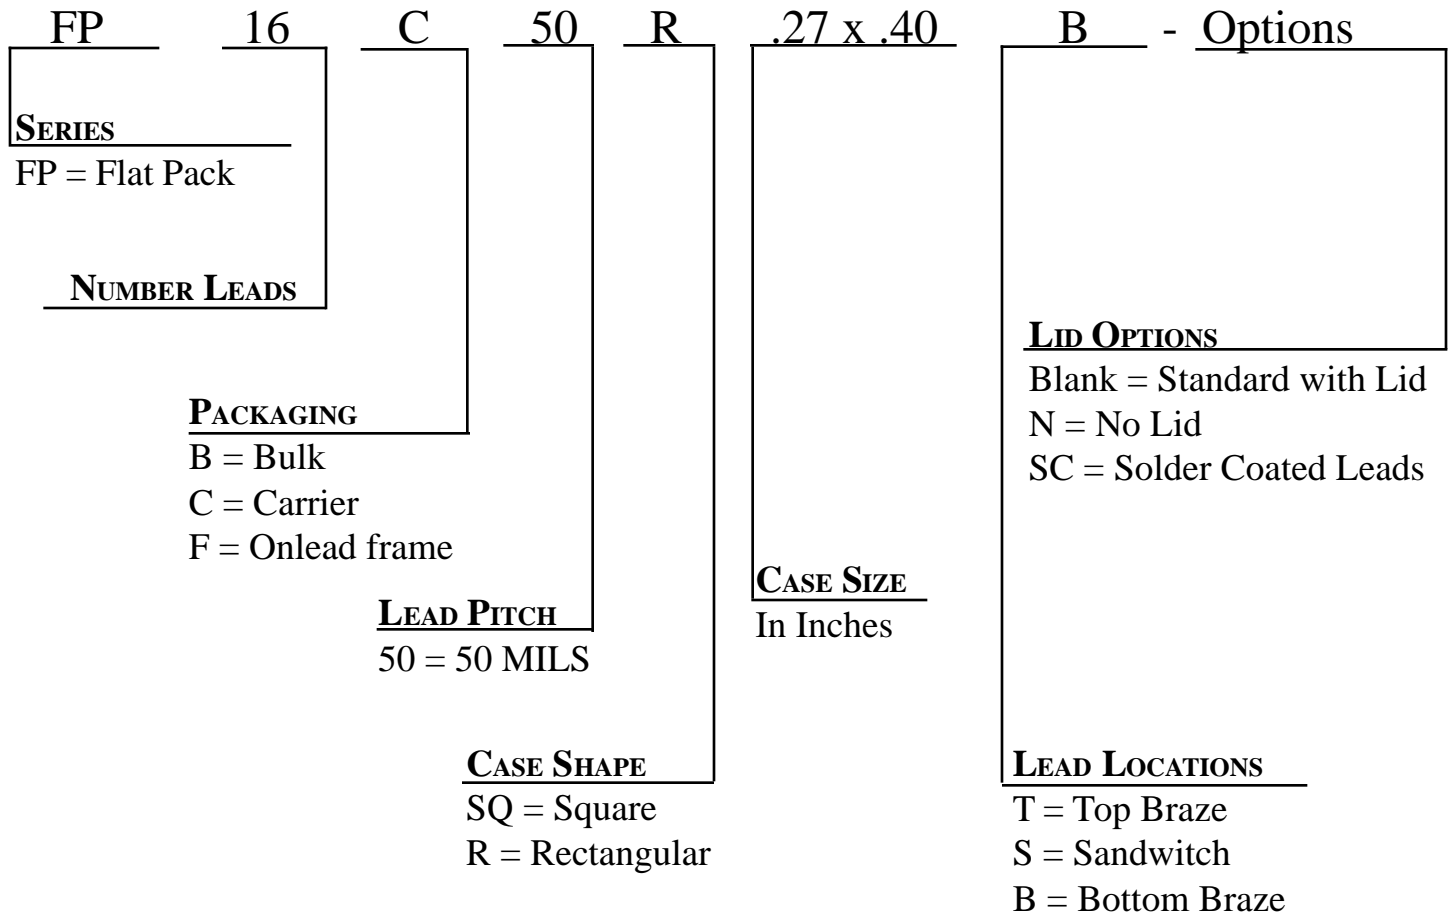 FP 16 C 50 R .27 x .40 B - Options
SERIES
FP = Flat Pack
NUMBER LEADS
PACKAGING
B = Bulk
C = Carrier
F = Onlead frame
LEAD PITCH
50 = 50 MILS
CASE SHAPE
SQ = Square
R = Rectangular
CASE SIZE
In Inches
LID OPTIONS
Blank = Standard with Lid
N = No Lid
SC = Solder Coated Leads
LEAD LOCATIONS
T = Top Braze
S = Sandwitch
B = Bottom Braze